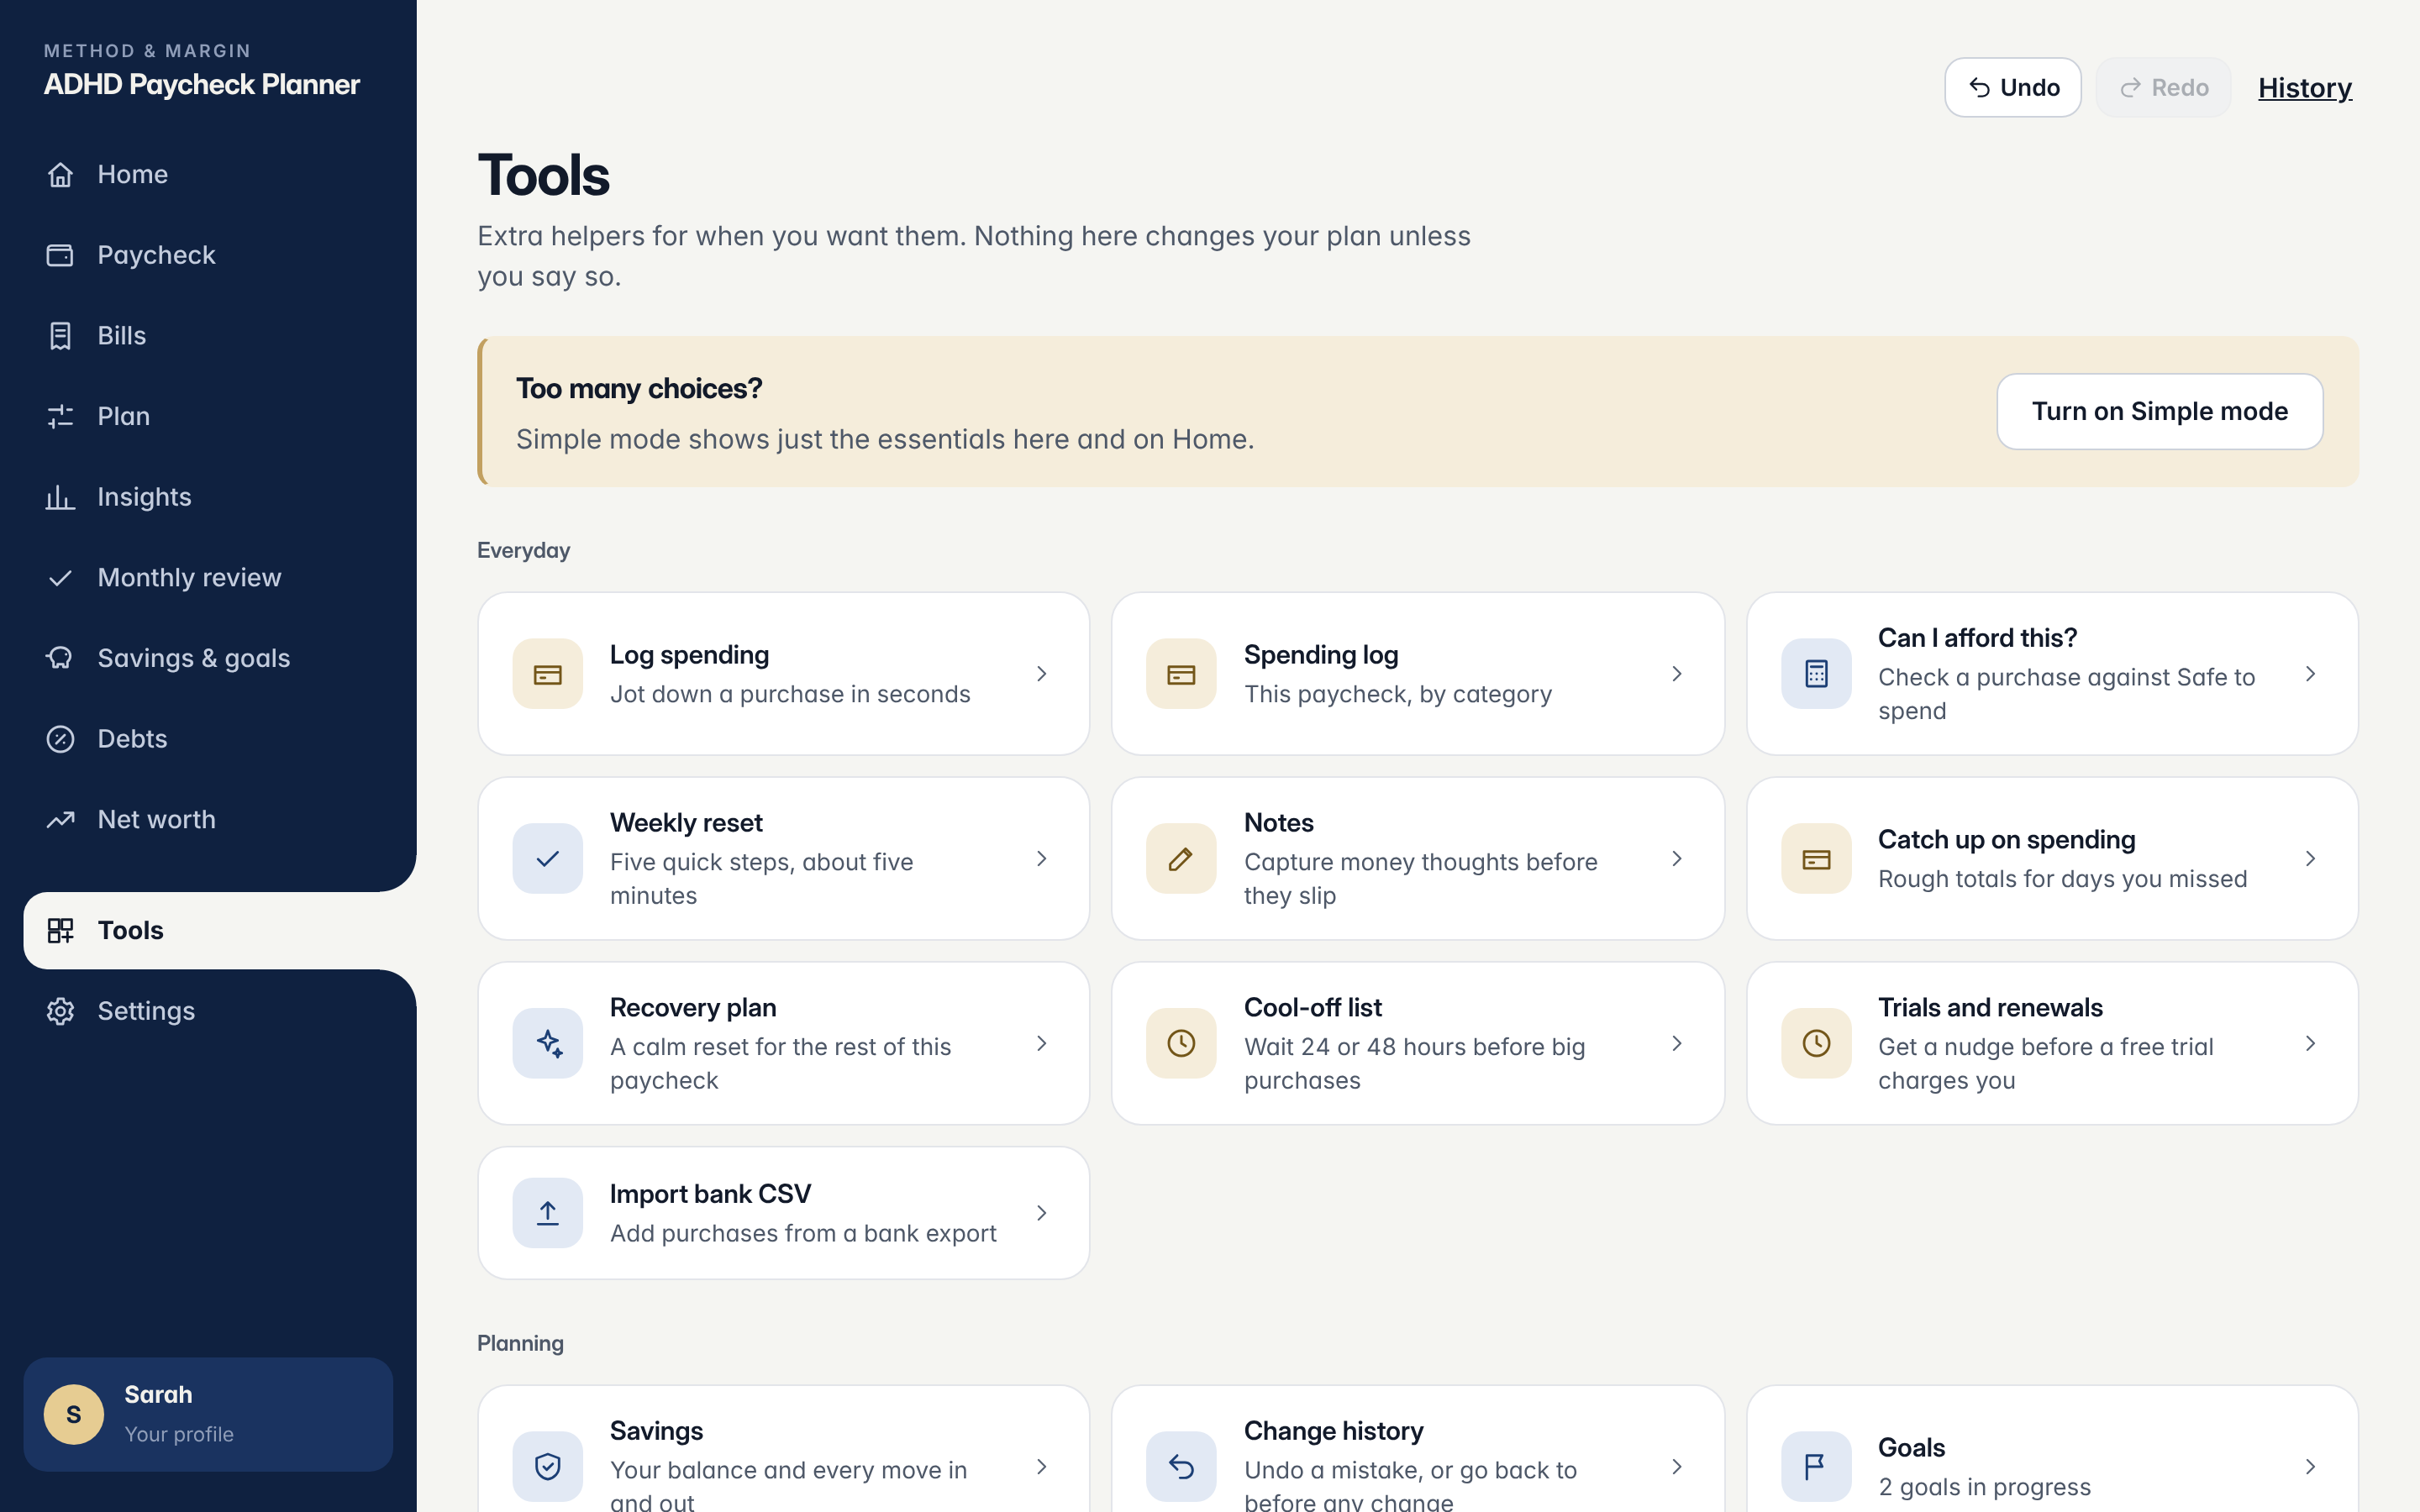 METHOD & MARGIN
ADHD Paycheck Planner
Home
Paycheck
Bills
Plan
Insights
Monthly review
Savings & goals
Debts
Net worth
Tools
Settings
S
Sarah
Your profile
Undo
Redo
History
Tools
Extra helpers for when you want them. Nothing here changes your plan unless
you say so.
Too many choices?
Simple mode shows just the essentials here and on Home.
Turn on Simple mode
Everyday
Log spending
Jot down a purchase in seconds
Spending log
This paycheck, by category
Can I afford this?
Check a purchase against Safe to
spend
Weekly reset
Five quick steps, about five
minutes
Notes
Capture money thoughts before
they slip
Catch up on spending
Rough totals for days you missed
Recovery plan
A calm reset for the rest of this
paycheck
Cool-off list
Wait 24 or 48 hours before big
purchases
Trials and renewals
Get a nudge before a free trial
charges you
Import bank CSV
Add purchases from a bank export
Planning
Savings
Your balance and every move in
and out
Change history
Undo a mistake, or go back to
before any change
Goals
2 goals in progress